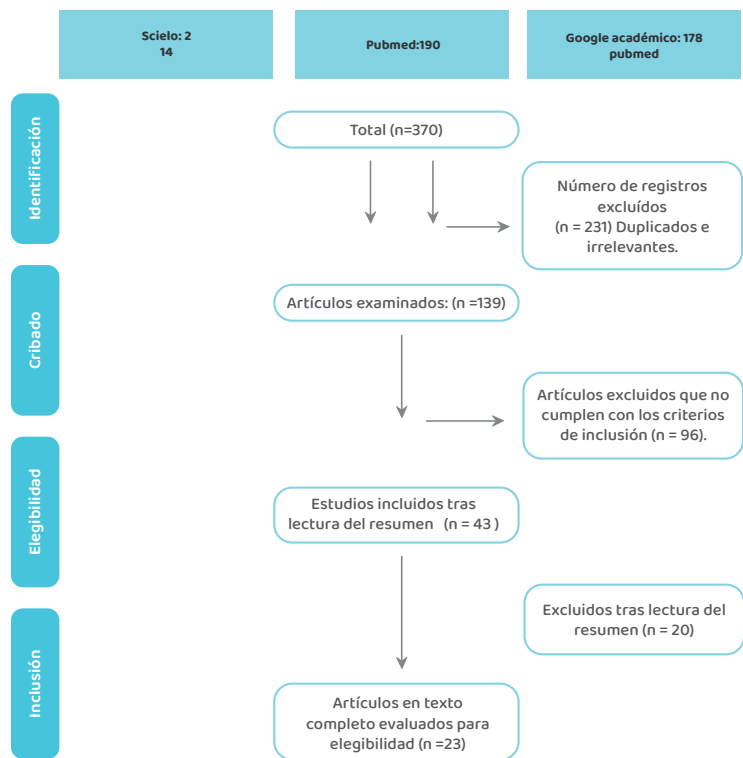 Scielo: 2
14
Pubmed:190
Google académico: 178
pubmed
Identificación
Total (n=370)
Número de registros
excluídos
(n = 231) Duplicados e
irrelevantes.
Cribado
Artículos examinados: (n =139)
Artículos excluidos que no
cumplen con los criterios
de inclusión (n = 96).
Elegibilidad
Estudios incluidos tras
lectura del resumen (n = 43 )
Excluidos tras lectura del
resumen (n = 20)
Inclusión
Artículos en texto
completo evaluados para
elegibilidad (n =23)